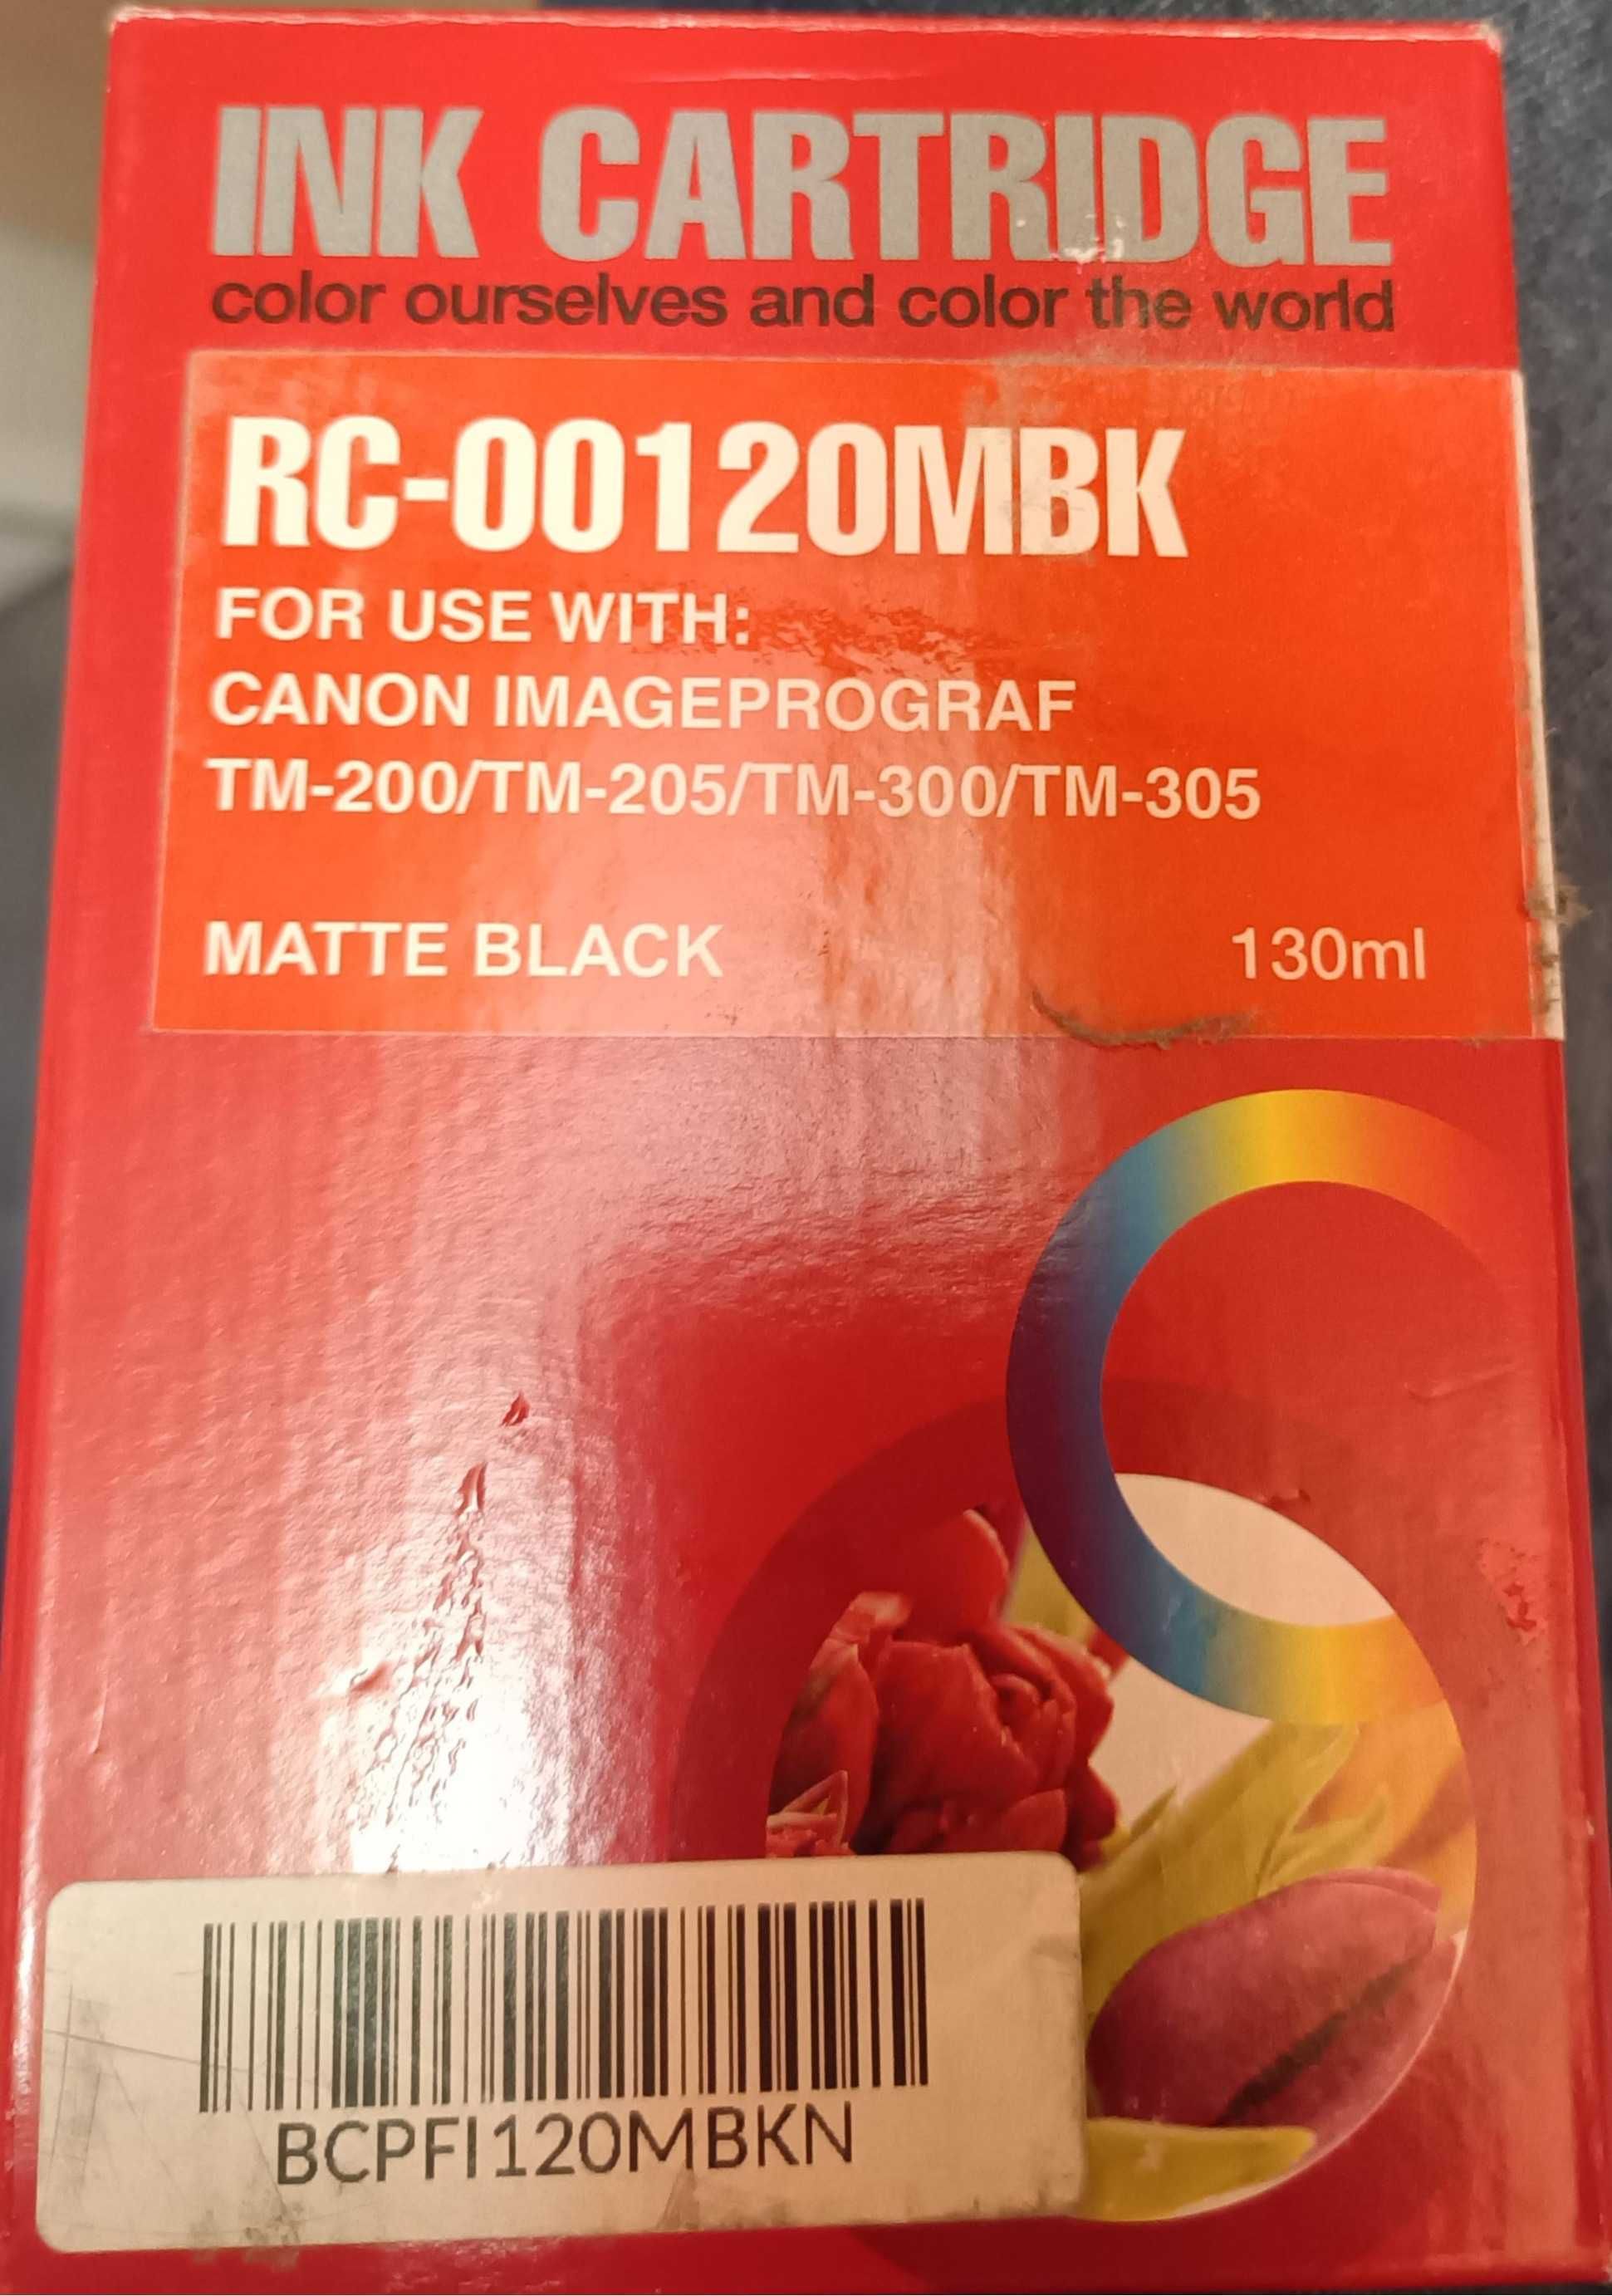 INK CARTRIDGE
color ourselves and color the world
RC-00120MBK
FOR USE WITH:
CANON IMAGEPROGRAF
TM-200/TM-205/TM-300/TM-305
MATTE BLACK 130ml
BCPFI120MBKN